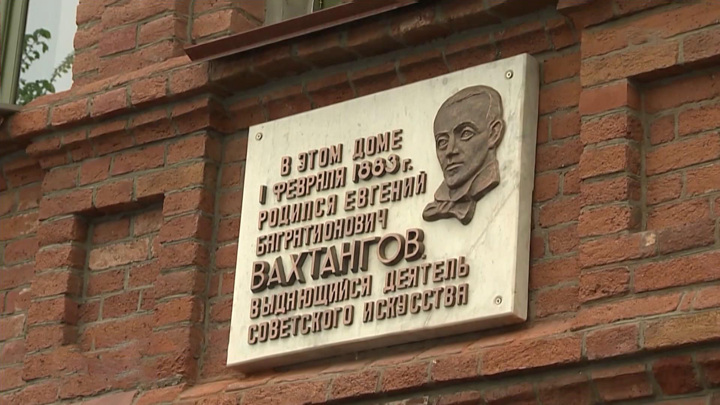 В ЭТОМ ДОМЕ
1 ФЕВРАЛЯ 1883 г.
РОДИЛСЯ ЕВГЕНИЙ
БАГРАТИОНОВИЧ
ВАХТАНГОВ,
ВЫДАЮЩИЙСЯ ДЕЯТЕЛЬ
СОВЕТСКОГО ИСКУССТВА